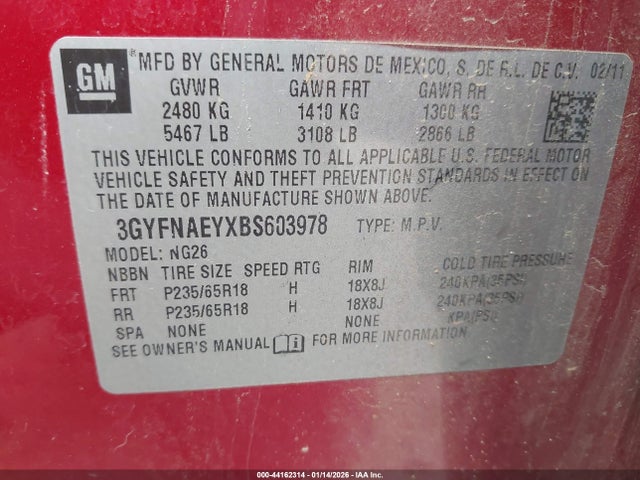 GM
MFD BY GENERAL MOTORS DE MEXICO, S. DE R.L. DE C.V. 02/11
GVWR GAWR FRT GAWR RH
2480 KG 1410 KG 1300 KG
5467 LB 3108 LB 2866 LB
THIS VEHICLE CONFORMS TO ALL APPLICABLE U.S. FEDERAL MOTOR
VEHICLE SAFETY AND THEFT PREVENTION STANDARDS IN EFFECT ON
THE DATE OF MANUFACTURE SHOWN ABOVE.
3GYFNAEYXBS603978 TYPE: M.P.V.
MODEL: NG26
NBBN TIRE SIZE SPEED RTG RIM COLD TIRE PRESSURE
FRT P235/65R18 H 18X8J 240KPA(35PSI)
RR P235/65R18 H 18X8J 240KPA(35PSI)
SPA NONE NONE KPA(PSI)
SEE OWNER'S MANUAL FOR MORE INFORMATION.
000-44162314 | 01/14/2026 - IAA Inc.